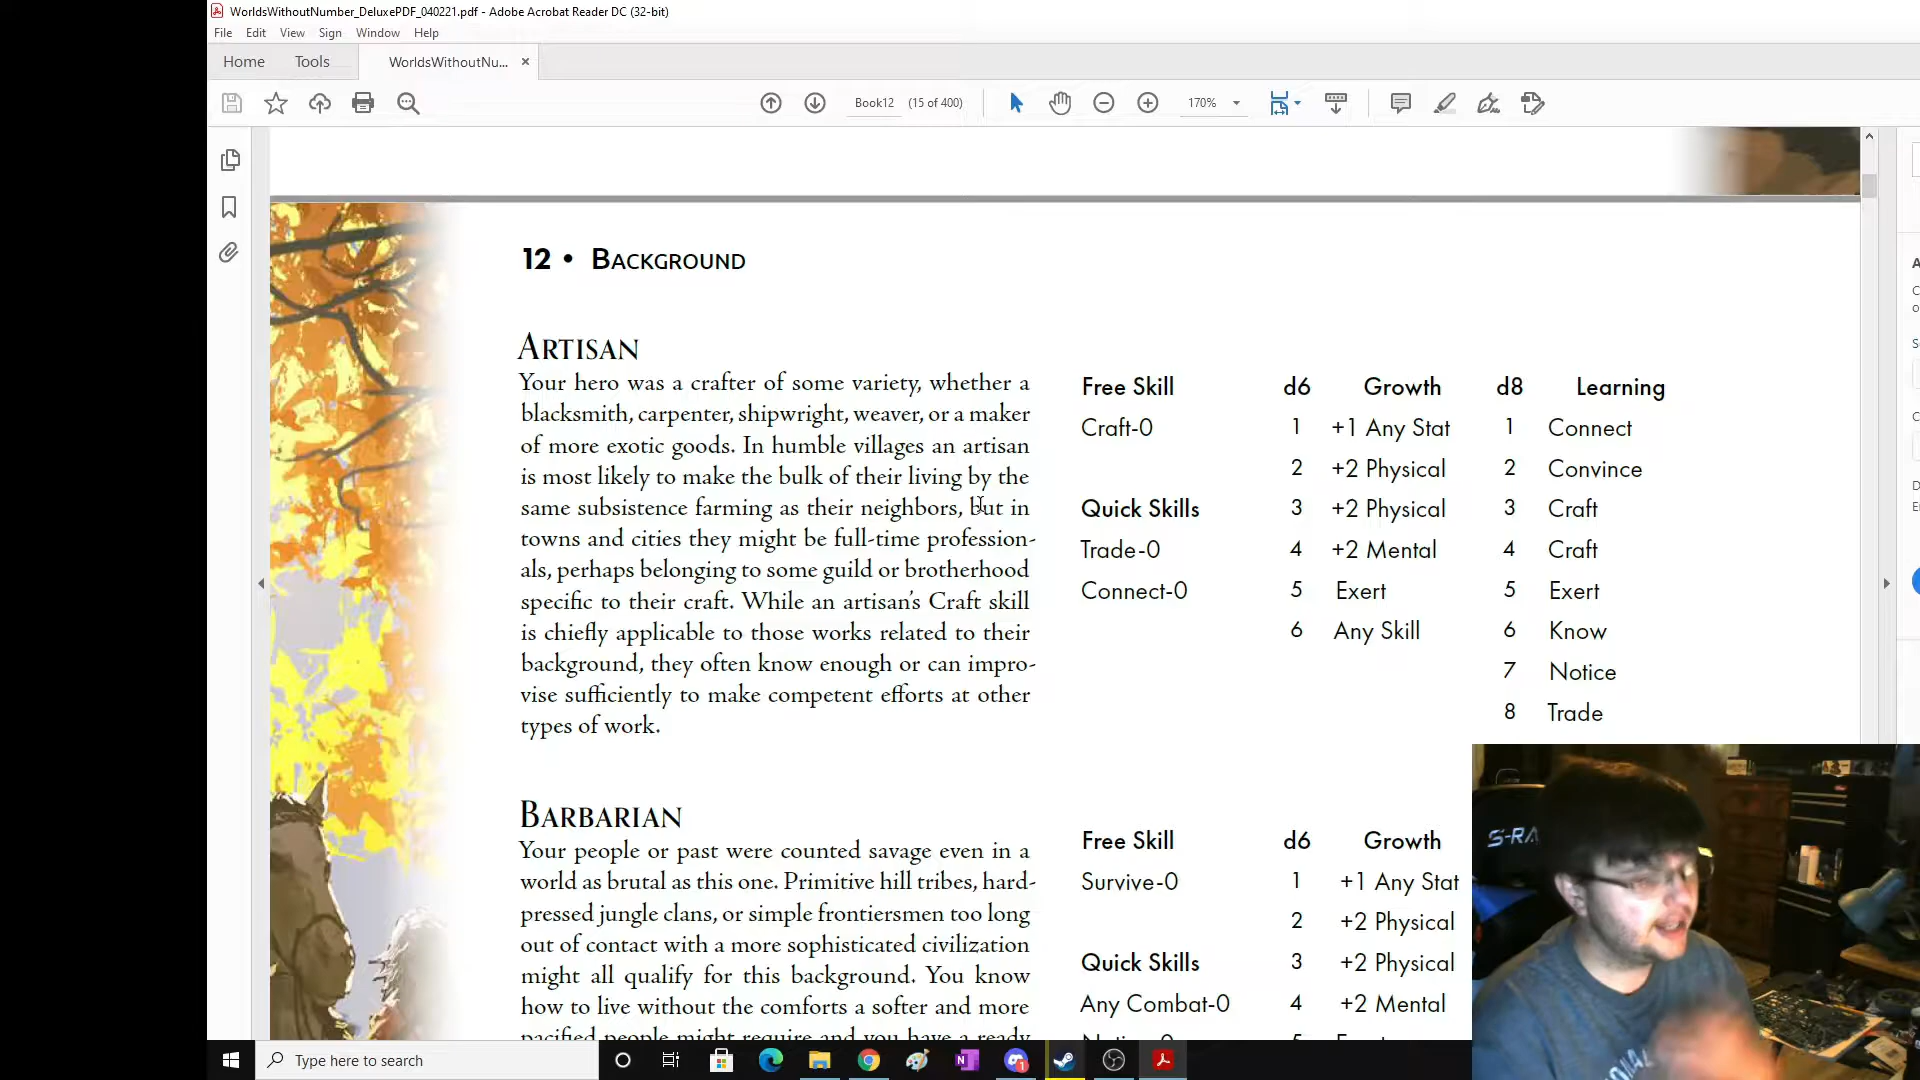 WorldsWithoutNumber_DeluxePDF_040221.pdf - Adobe Acrobat Reader DC (32-bit)
File Edit View Sign Window Help
Home Tools WorldsWithoutNu... ×
Book12 (15 of 400) 170%
12 • Background
Artisan
Your hero was a crafter of some variety, whether a
blacksmith, carpenter, shipwright, weaver, or a maker
of more exotic goods. In humble villages an artisan
is most likely to make the bulk of their living by the
same subsistence farming as their neighbors, but in
towns and cities they might be full-time profession-
als, perhaps belonging to some guild or brotherhood
specific to their craft. While an artisan's Craft skill
is chiefly applicable to those works related to their
background, they often know enough or can impro-
vise sufficiently to make competent efforts at other
types of work.
Free Skill d6 Growth d8 Learning
Craft-0 1 +1 Any Stat 1 Connect
2 +2 Physical 2 Convince
Quick Skills 3 +2 Physical 3 Craft
Trade-0 4 +2 Mental 4 Craft
Connect-0 5 Exert 5 Exert
6 Any Skill 6 Know
7 Notice
8 Trade
Barbarian
Your people or past were counted savage even in a
world as brutal as this one. Primitive hill tribes, hard-
pressed jungle clans, or simple frontiersmen too long
out of contact with a more sophisticated civilization
might all qualify for this background. You know
how to live without the comforts a softer and more
pacified people might require and you have a ready
Free Skill d6 Growth
Survive-0 1 +1 Any Stat
2 +2 Physical
Quick Skills 3 +2 Physical
Any Combat-0 4 +2 Mental
S-RA
Type here to search